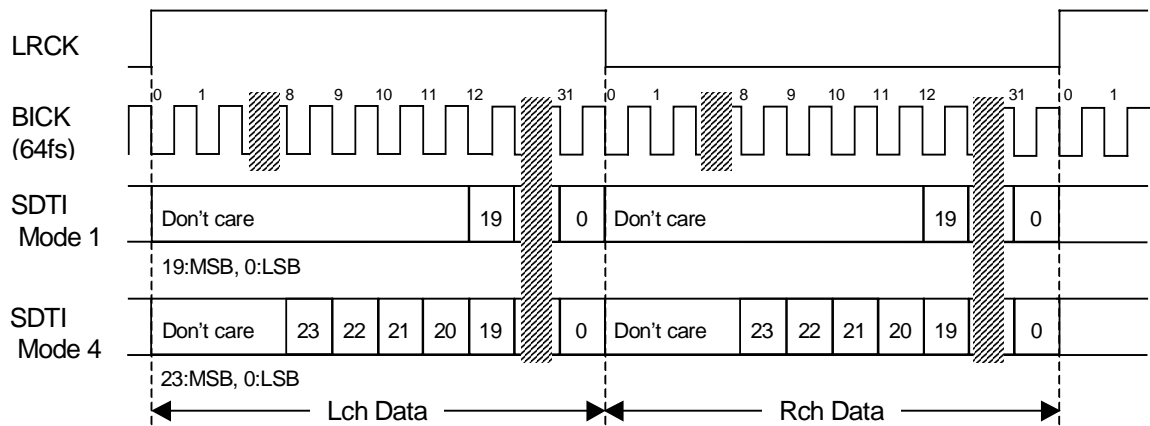 LRCK
0 1 8 9 10 11 12 31 0 1 8 9 10 11 12 31 0 1
BICK
(64fs)
SDTI
Mode 1
Don't care 19 0 Don't care 19 0
19:MSB, 0:LSB
SDTI
Mode 4
Don't care 23 22 21 20 19 0 Don't care 23 22 21 20 19 0
23:MSB, 0:LSB
Lch Data Rch Data